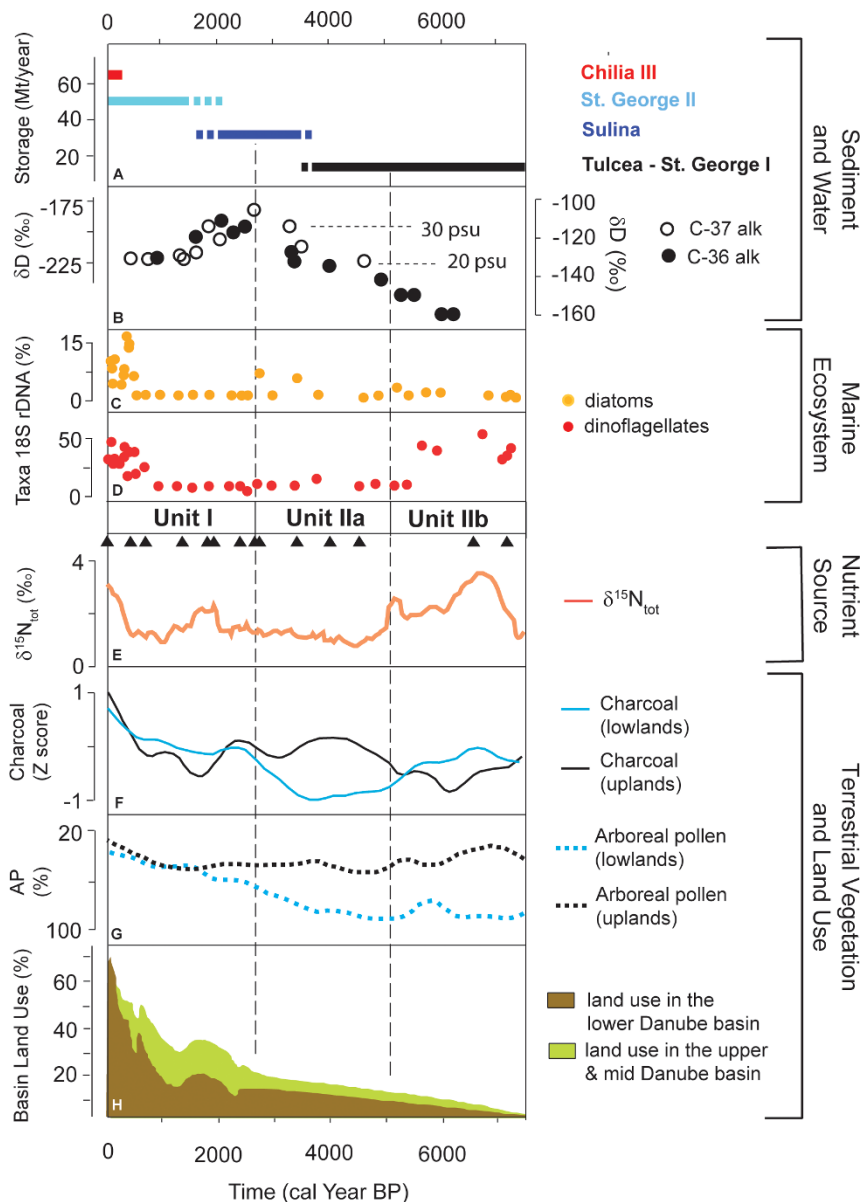 0 2000 4000 6000
Storage (Mt/year)
60
40
20
A
Chilia III
St. George II
Sulina
Tulcea - St. George I
Sediment
and Water
δD (‰)
-175
-225
30 psu
20 psu
B
-100
-120
-140
-160
δD
(‰)
C-37 alk
C-36 alk
Taxa 18S rDNA (%)
15
0
C
50
0
D
diatoms
dinoflagellates
Marine
Ecosystem
Unit I Unit IIa Unit IIb
δ15Ntot (‰)
4
0
E
δ15Ntot
Nutrient
Source
Charcoal
(Z score)
1
-1
F
Charcoal
(lowlands)
Charcoal
(uplands)
AP
(%)
20
100
G
Arboreal pollen
(lowlands)
Arboreal pollen
(uplands)
Basin Land Use (%)
60
40
20
H
land use in the
lower Danube basin
land use in the upper
& mid Danube basin
Terrestrial Vegetation
and Land Use
0 2000 4000 6000
Time (cal Year BP)